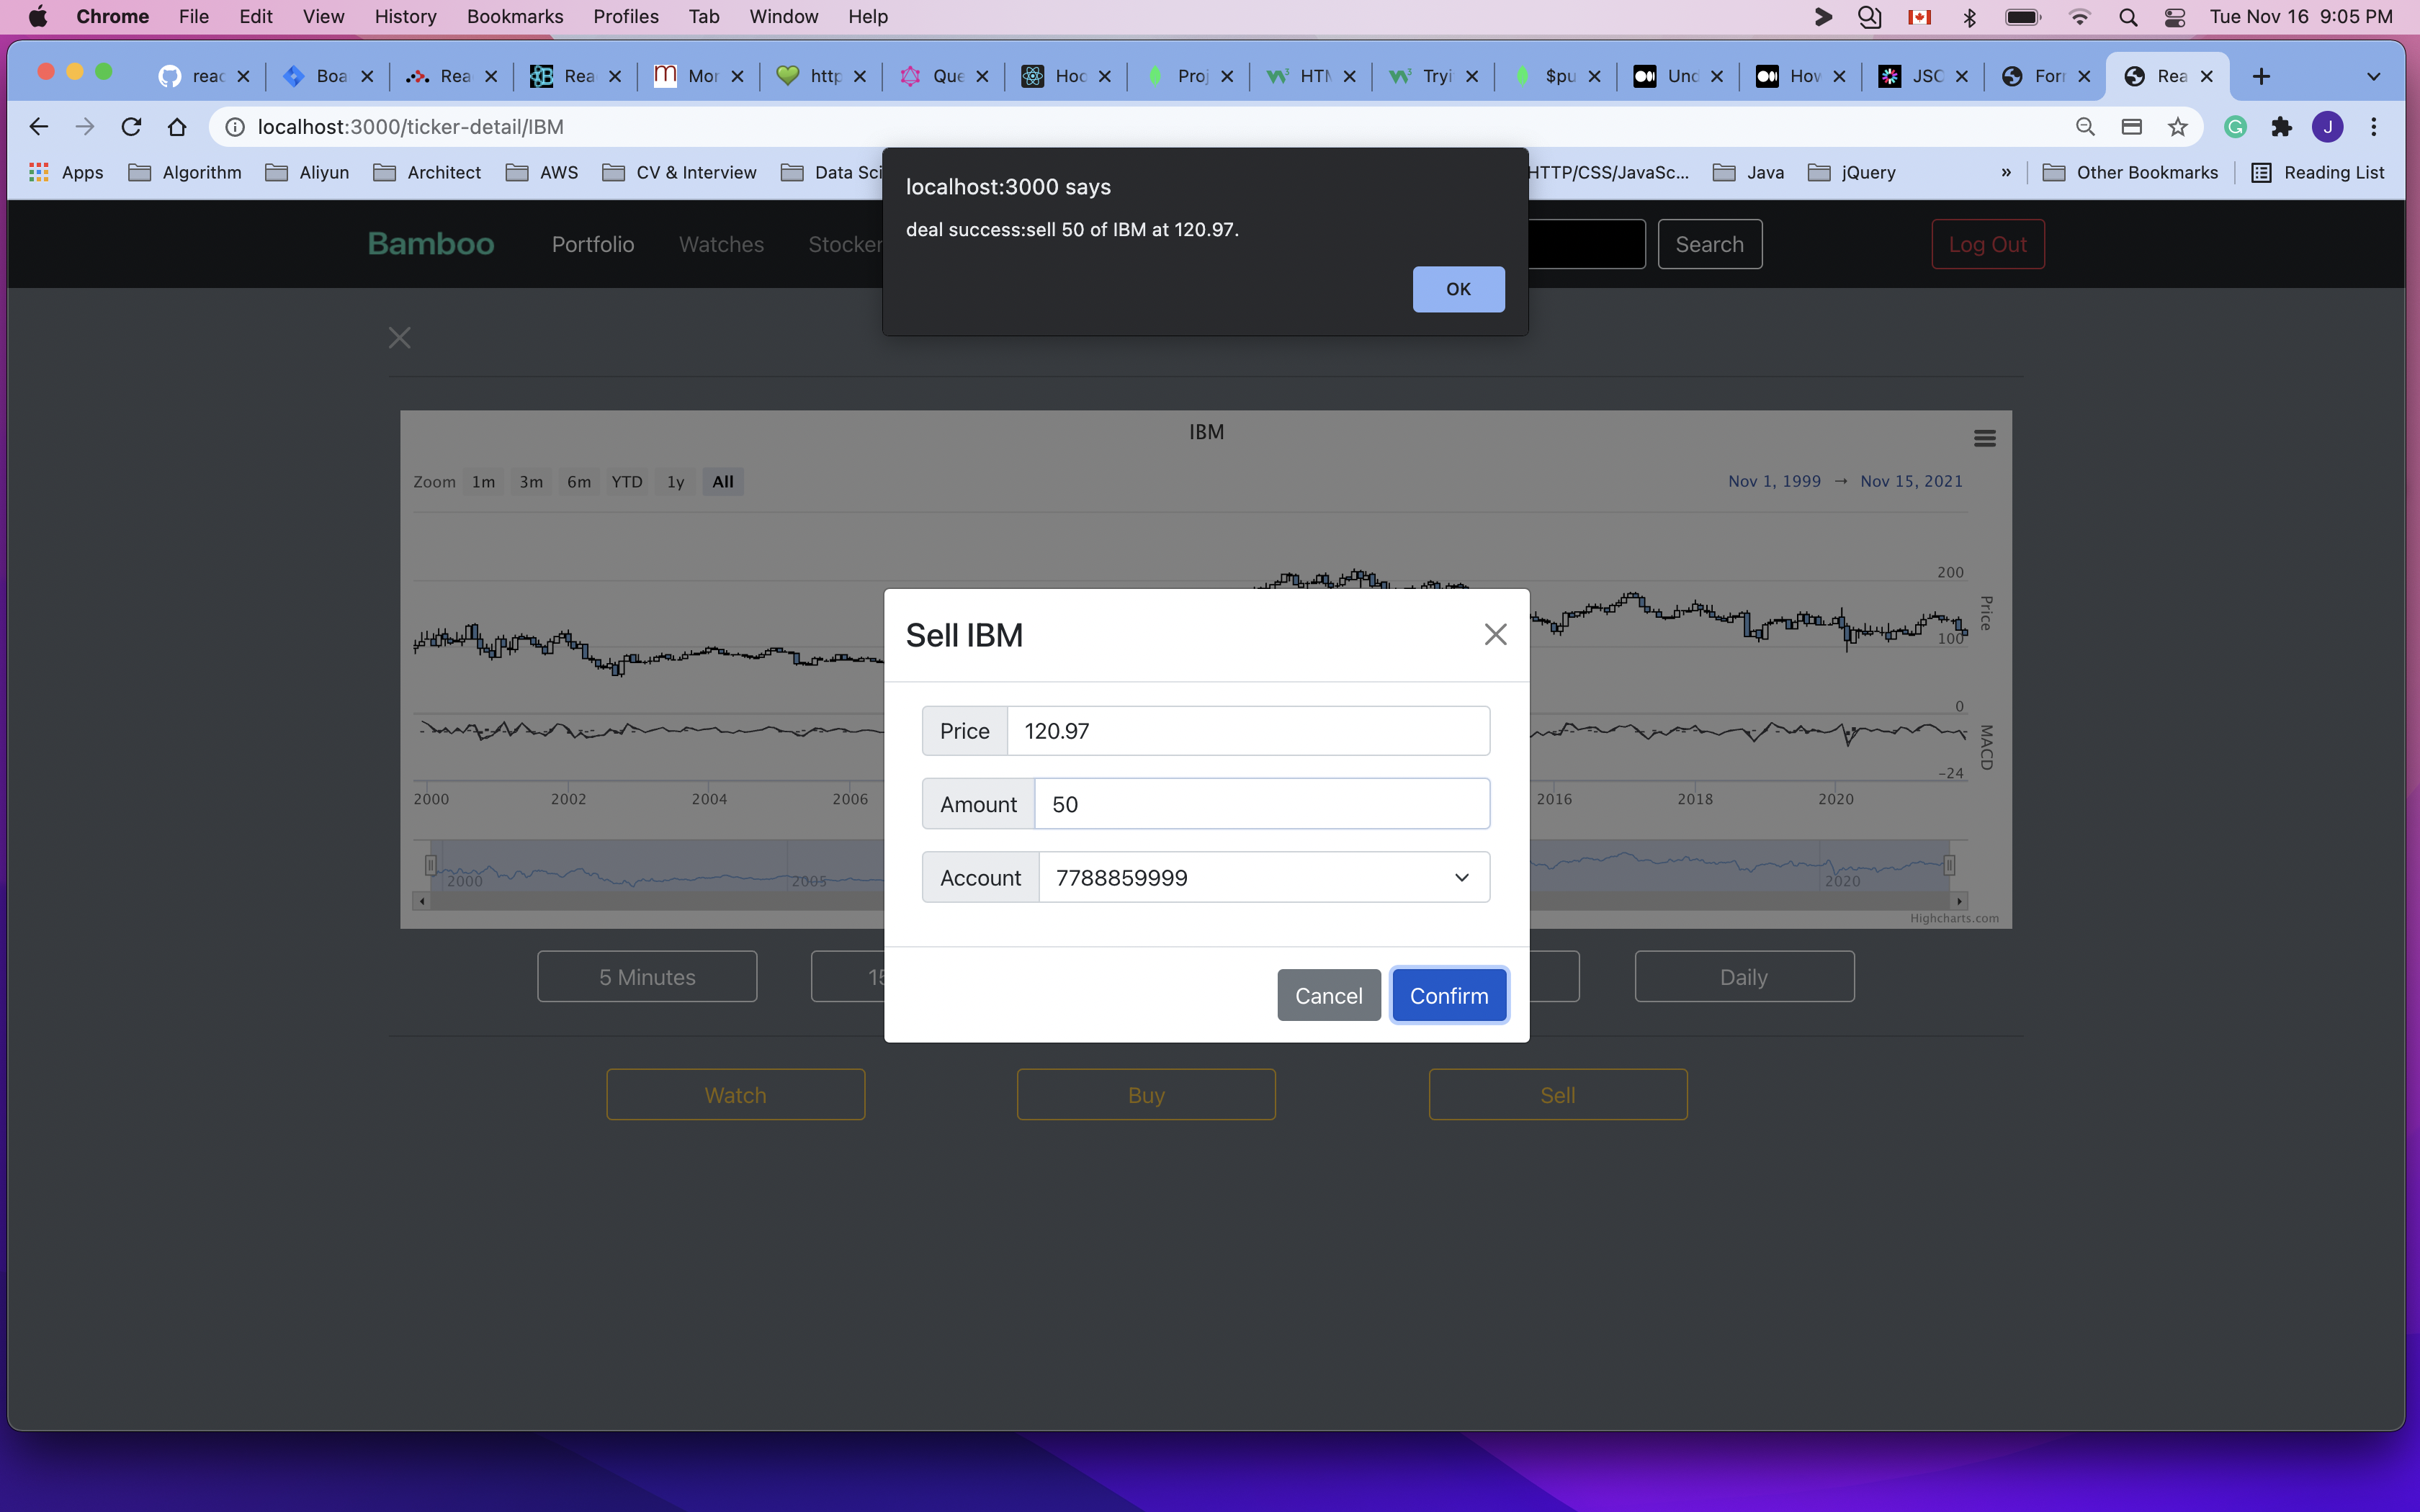 Chrome File Edit View History Bookmarks Profiles Tab Window Help Tue Nov 16 9:05 PM
reac Boa Rea Rea Mor http Que Hoc Proj HTM Tryi $pu Und How JSO Forr Rea
localhost:3000/ticker-detail/IBM
J
Apps Algorithm Aliyun Architect AWS CV & Interview Data Sci HTTP/CSS/JavaSc... Java jQuery » Other Bookmarks Reading List
localhost:3000 says
deal success:sell 50 of IBM at 120.97.
OK
Bamboo Portfolio Watches Stocker Search Log Out
IBM
Zoom 1m 3m 6m YTD 1y All Nov 1, 1999 → Nov 15, 2021
200
Price
100
0
MACD
-24
2000 2002 2004 2006 2016 2018 2020
2000 2005 2020
Highcharts.com
Sell IBM
Price 120.97
Amount 50
Account 7788859999
Cancel Confirm
5 Minutes 15 Daily
Watch Buy Sell